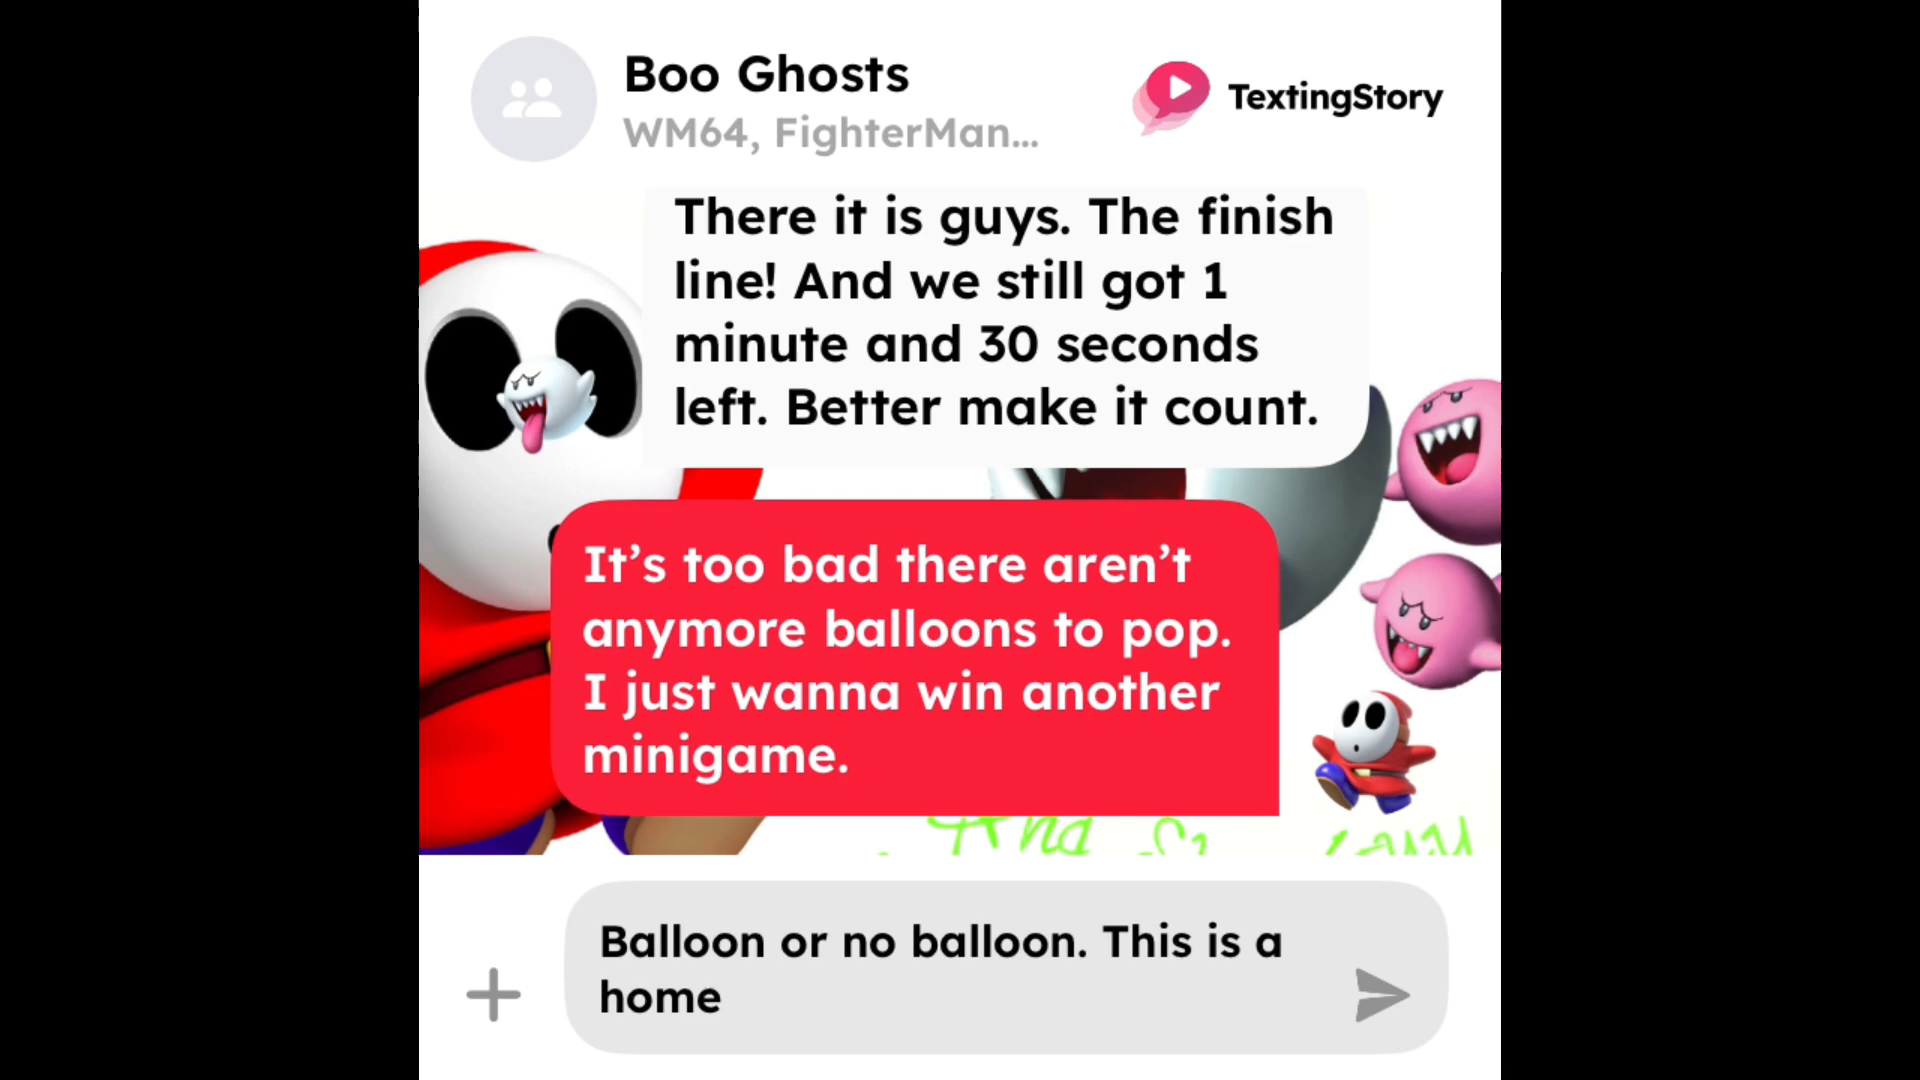 Boo Ghosts
WM64, FighterMan...
TextingStory
There it is guys. The finish
line! And we still got 1
minute and 30 seconds
left. Better make it count.
It’s too bad there aren’t
anymore balloons to pop.
I just wanna win another
minigame.
And
Balloon or no balloon. This is a
home